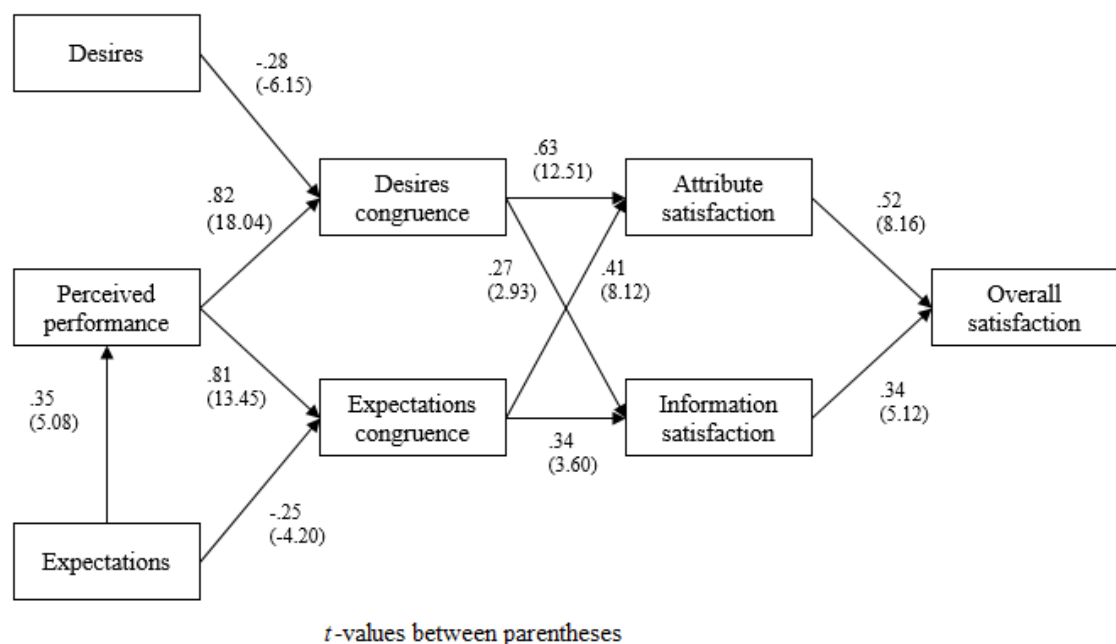 Desires
-.28
(-6.15)
Desires
congruence
.63
(12.51)
Attribute
satisfaction
.52
(8.16)
.82
(18.04)
.27
(2.93)
.41
(8.12)
Perceived
performance
Overall
satisfaction
.35
(5.08)
.81
(13.45)
Expectations
congruence
.34
(3.60)
Information
satisfaction
.34
(5.12)
-.25
(-4.20)
Expectations
t-values between parentheses